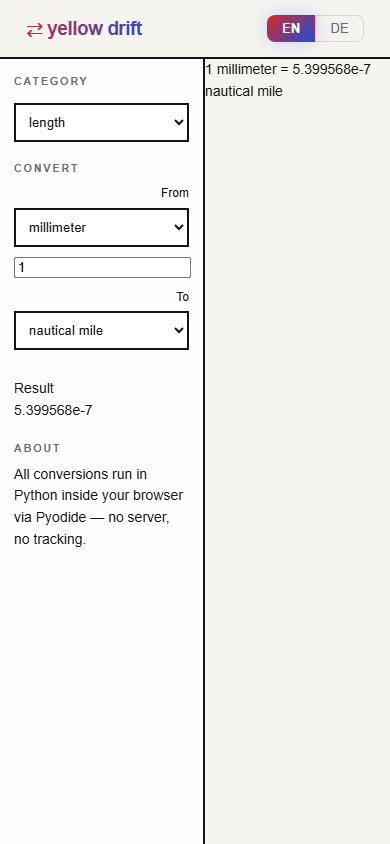 ⇄ yellow drift
EN
DE
CATEGORY
length
CONVERT
From
millimeter
1
To
nautical mile
Result
5.399568e-7
ABOUT
All conversions run in
Python inside your browser
via Pyodide — no server,
no tracking.
1 millimeter = 5.399568e-7
nautical mile